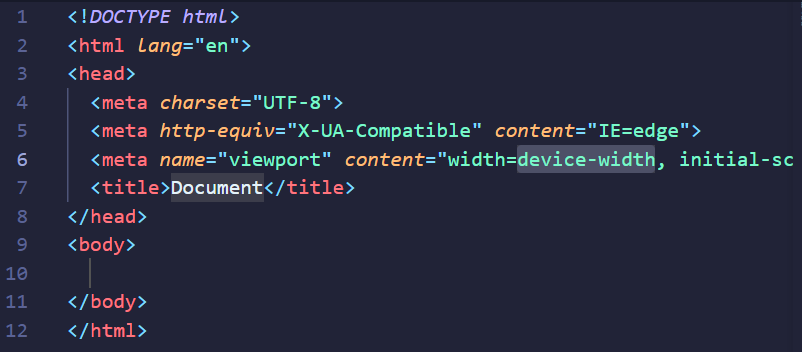 1 <!DOCTYPE html>
2 <html lang="en">
3 <head>
4 <meta charset="UTF-8">
5 <meta http-equiv="X-UA-Compatible" content="IE=edge">
6 <meta name="viewport" content="width=device-width, initial-sc
7 <title>Document</title>
8 </head>
9 <body>
10
11 </body>
12 </html>